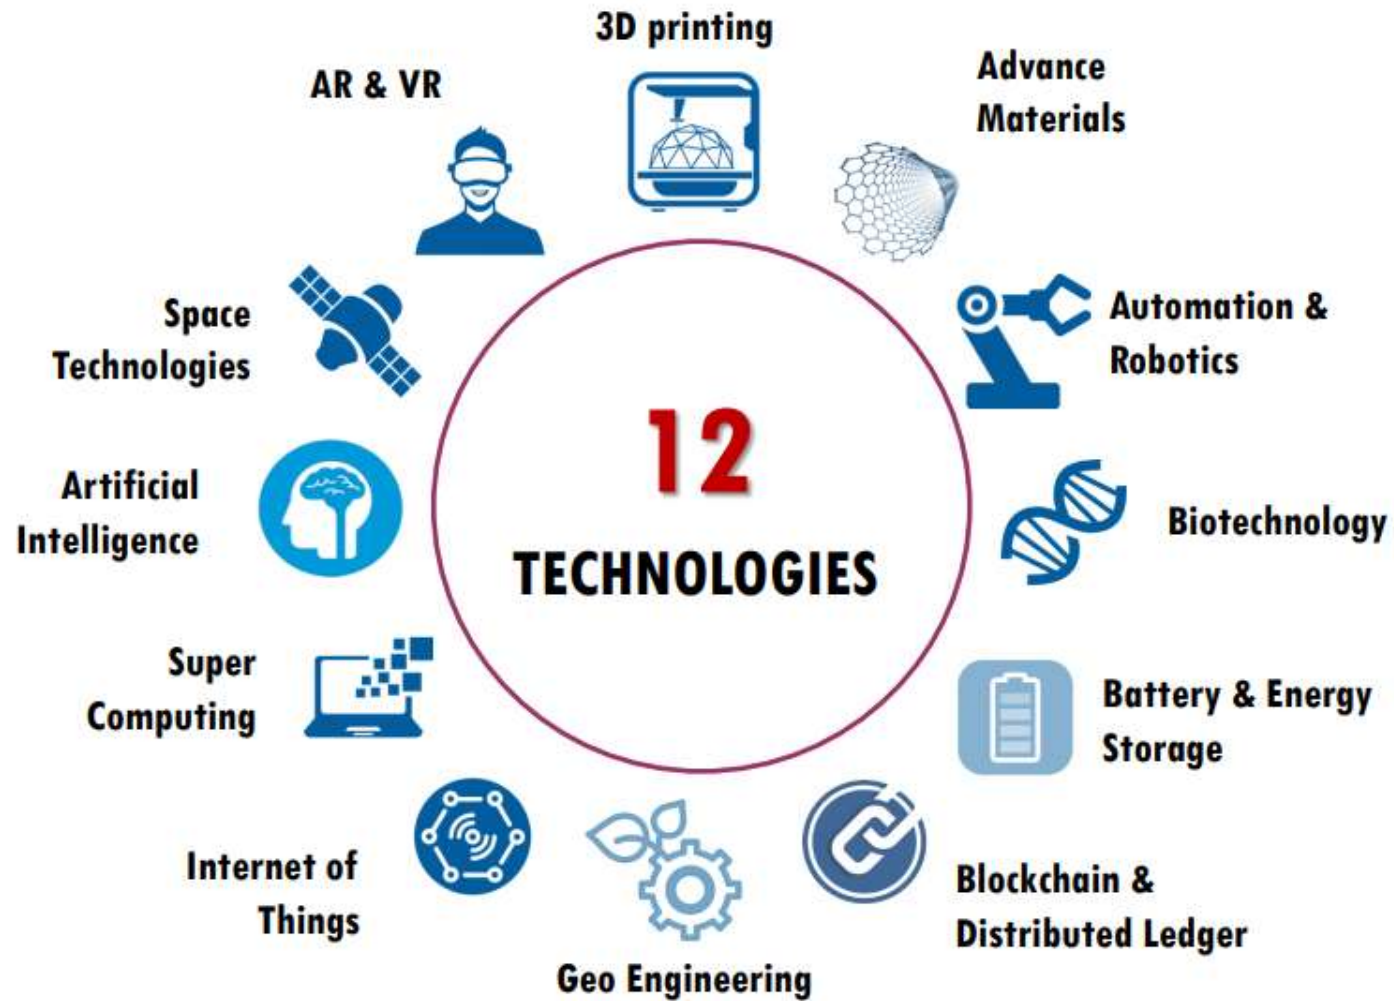 3D printing
AR & VR
Advance
Materials
Space
Technologies
Automation &
Robotics
12
TECHNOLOGIES
Artificial
Intelligence
Biotechnology
Super
Computing
Battery & Energy
Storage
Internet of
Things
Blockchain &
Distributed Ledger
Geo Engineering